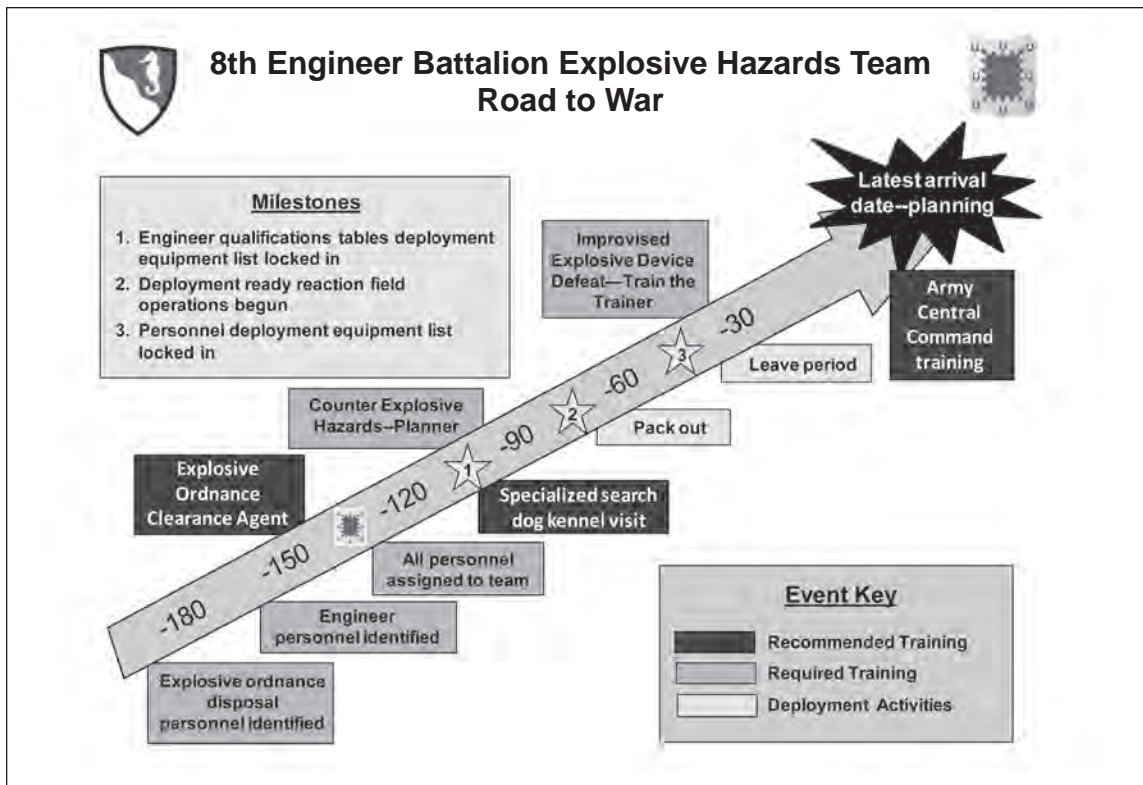 8th Engineer Battalion Explosive Hazards Team
Road to War
Milestones
1. Engineer qualifications tables deployment
equipment list locked in
2. Deployment ready reaction field
operations begun
3. Personnel deployment equipment list
locked in
Latest arrival
date--planning
Improvised
Explosive Device
Defeat—Train the
Trainer
Army
Central
Command
training
-30
3
Leave period
-60
2
Pack out
Counter Explosive
Hazards--Planner
-90
1
Explosive
Ordnance
Clearance Agent
-120
Specialized search
dog kennel visit
-150
All personnel
assigned to team
-180
Engineer
personnel identified
Explosive ordnance
disposal
personnel identified
Event Key
Recommended Training
Required Training
Deployment Activities